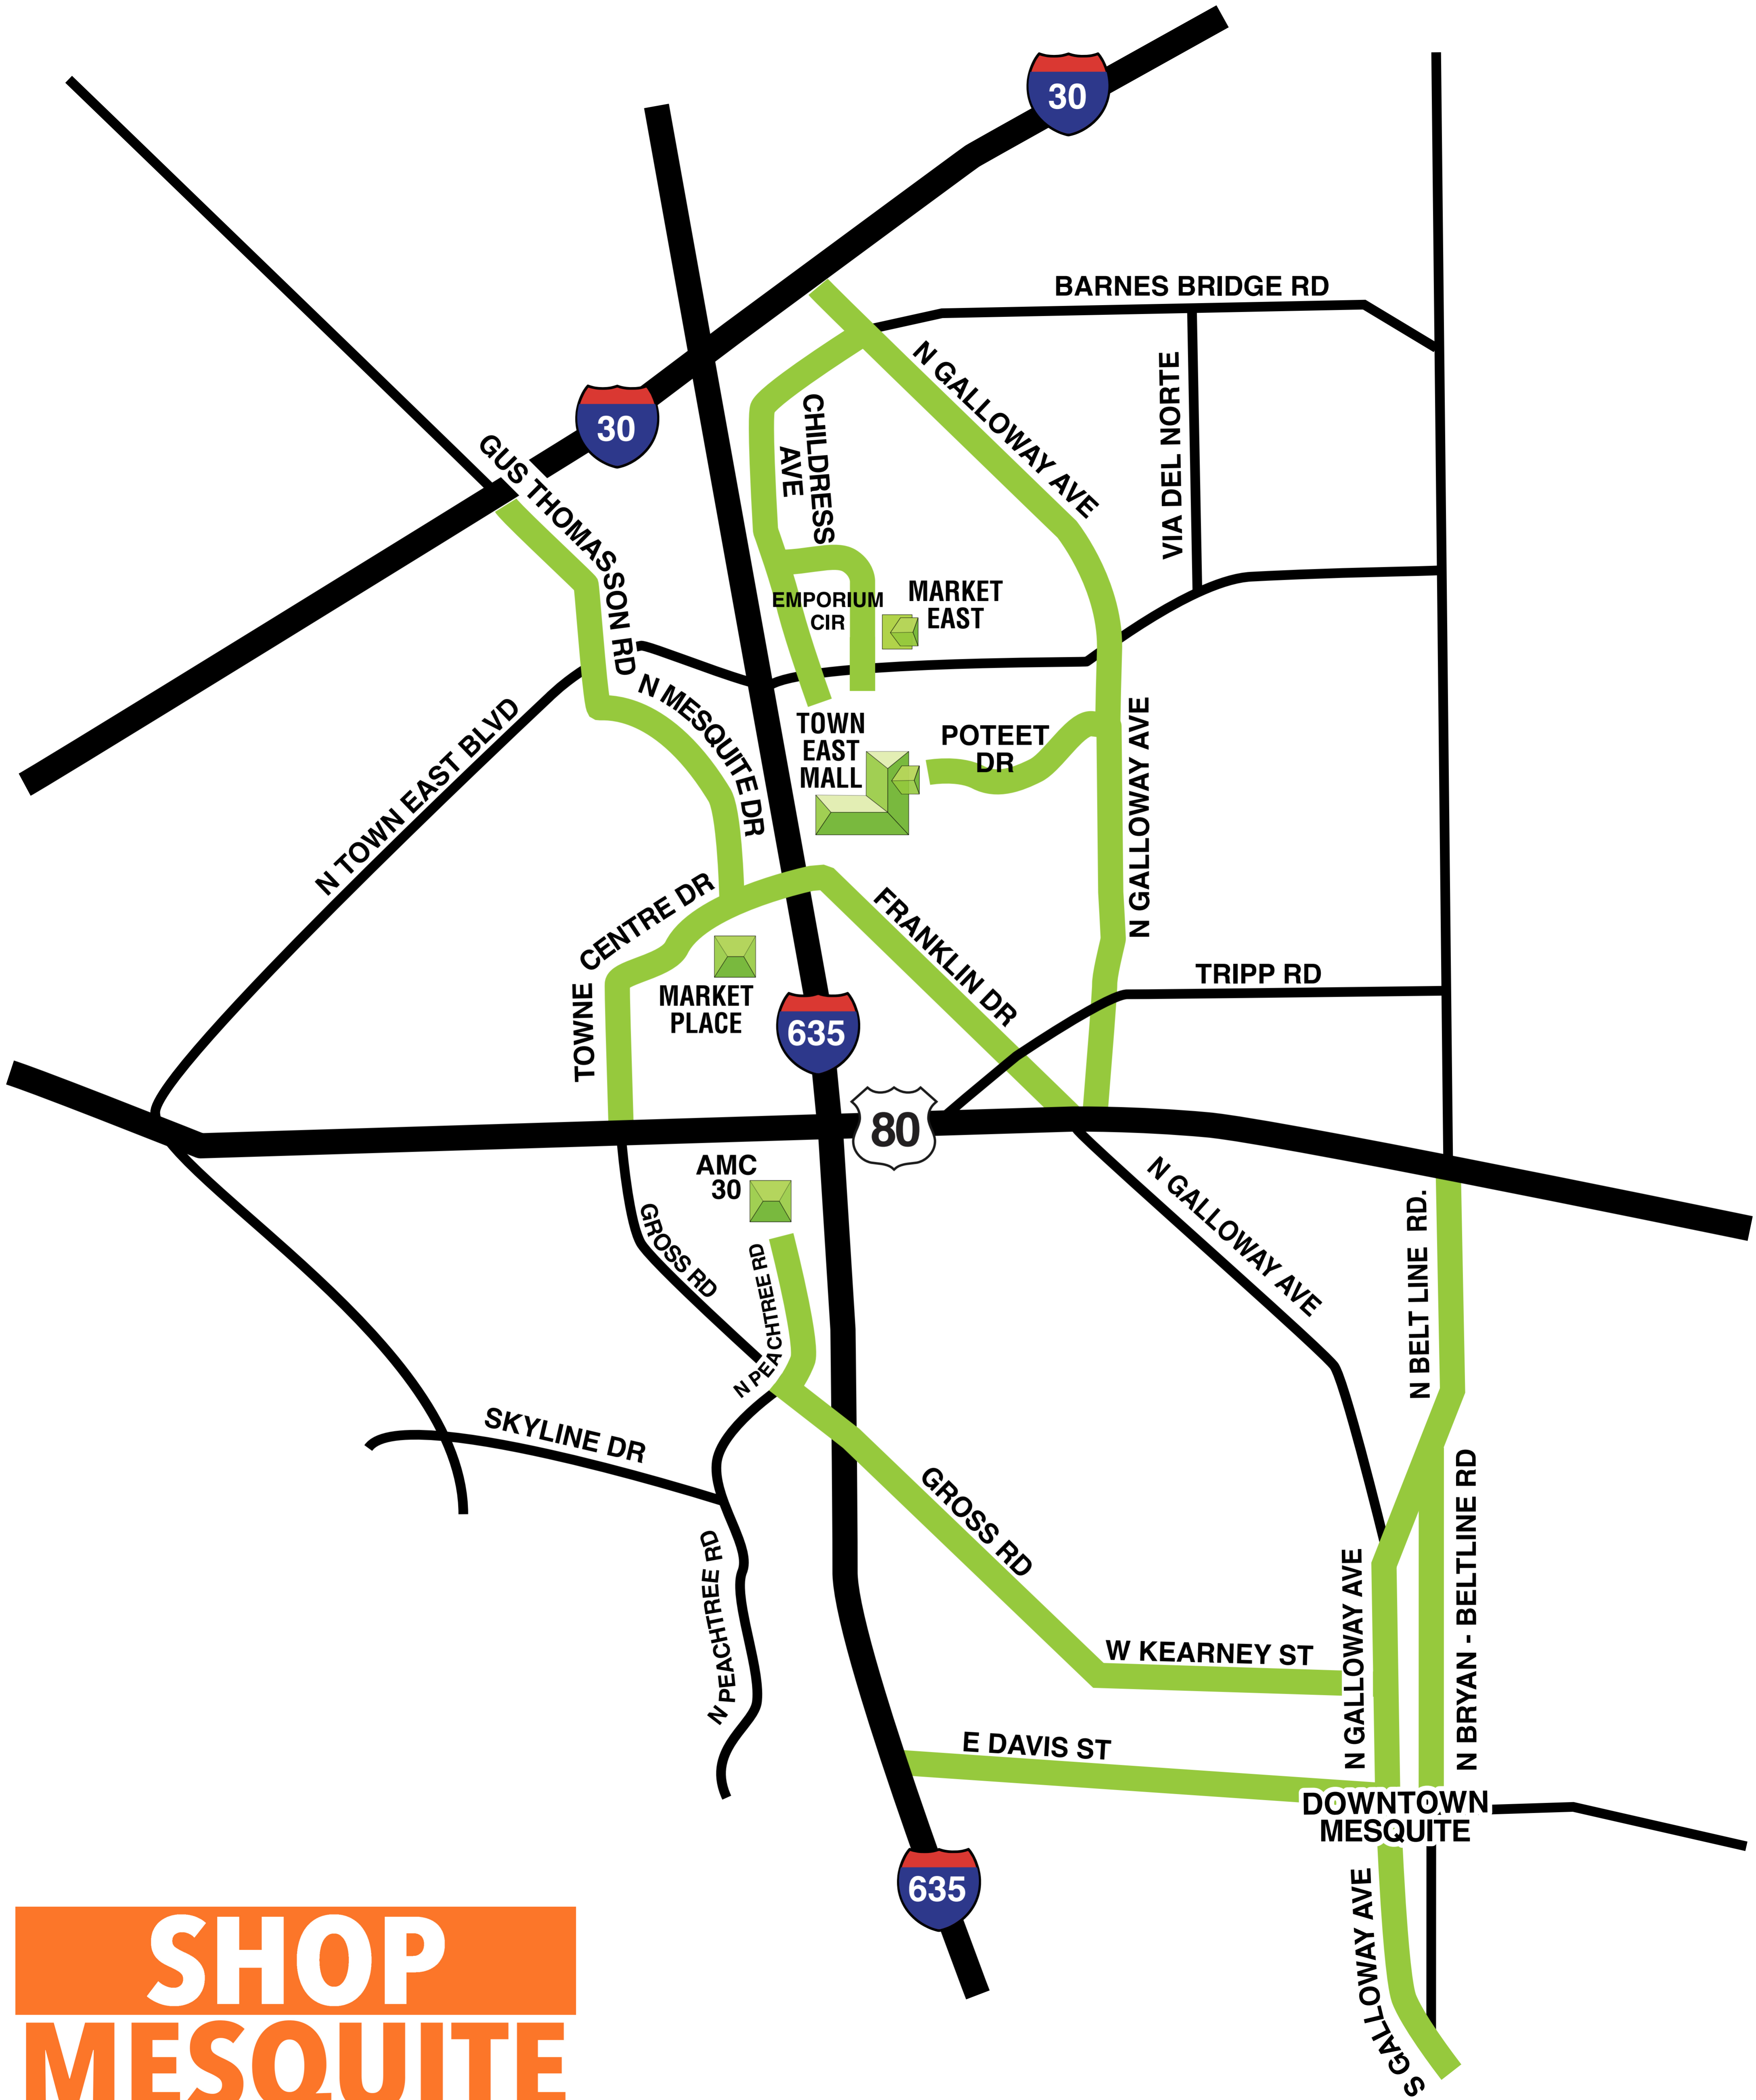 30
BARNES BRIDGE RD
N GALLOWAY AVE
VIA DEL NORTE
30
CHILDRESS
AVE
GUS THOMASSON RD
EMPORIUM
CIR
MARKET
EAST
N MESQUITE DR
N TOWN EAST BLVD
TOWN
EAST
MALL
POTEET
DR
N GALLOWAY AVE
TOWNE CENTRE DR
FRANKLIN DR
TRIPP RD
MARKET
PLACE
635
80
AMC
30
GROSS RD
N PEACHTREE RD
N GALLOWAY AVE
N BELT LINE RD.
SKYLINE DR
GROSS RD
N PEACHTREE RD
N GALLOWAY AVE
N BRYAN - BELTLINE RD
W KEARNEY ST
E DAVIS ST
DOWNTOWN
MESQUITE
635
S GALLOWAY AVE
SHOP
MESQUITE